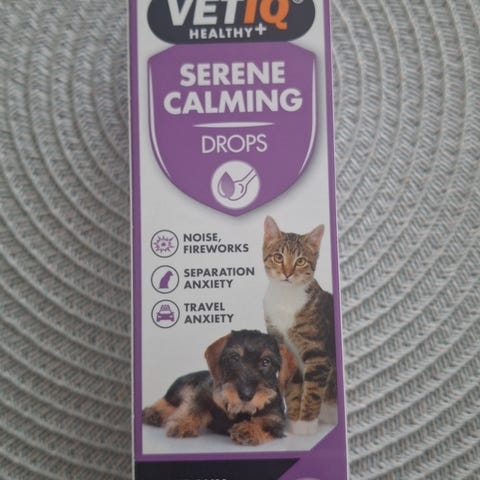 VETIQ®
HEALTHY+
SERENE
CALMING
DROPS
NOISE,
FIREWORKS
SEPARATION
ANXIETY
TRAVEL
ANXIETY